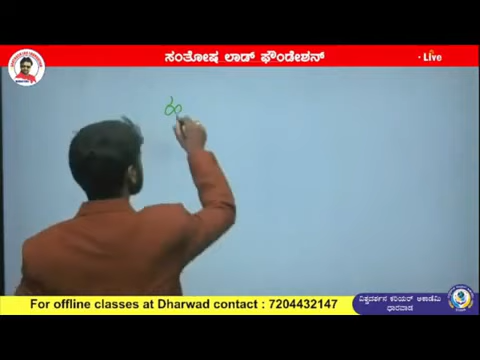 ಸಂತೋಷ ಲಾಡ್ ಫೌಂಡೇಶನ್
Live
For offline classes at Dharwad contact : 7204432147
ವಿಶ್ವದರ್ಶನ ಕರಿಯರ್ ಅಕಾಡೆಮಿ
ಧಾರವಾಡ